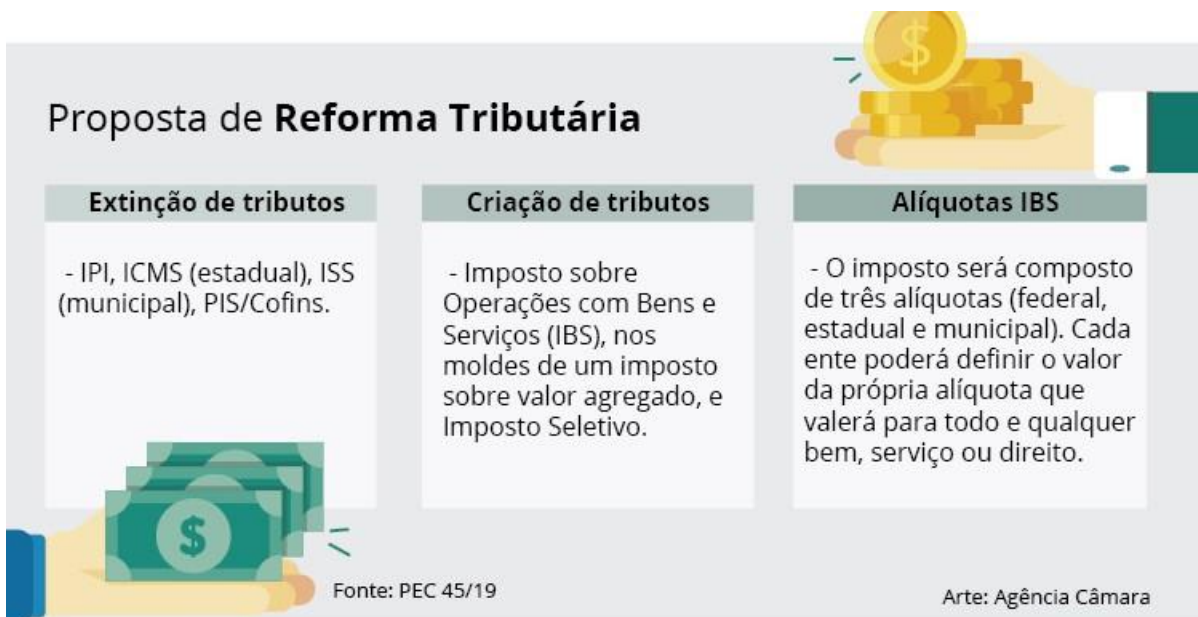 Proposta de Reforma Tributária
Extinção de tributos
- IPI, ICMS (estadual), ISS
(municipal), PIS/Cofins.
Criação de tributos
- Imposto sobre
Operações com Bens e
Serviços (IBS), nos
moldes de um imposto
sobre valor agregado, e
Imposto Seletivo.
Alíquotas IBS
- O imposto será composto
de três alíquotas (federal,
estadual e municipal). Cada
ente poderá definir o valor
da própria alíquota que
valerá para todo e qualquer
bem, serviço ou direito.
$
$
Fonte: PEC 45/19
Arte: Agência Câmara